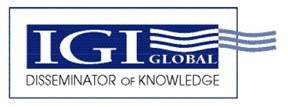 IGI GLOBAL
DISSEMINATOR OF KNOWLEDGE